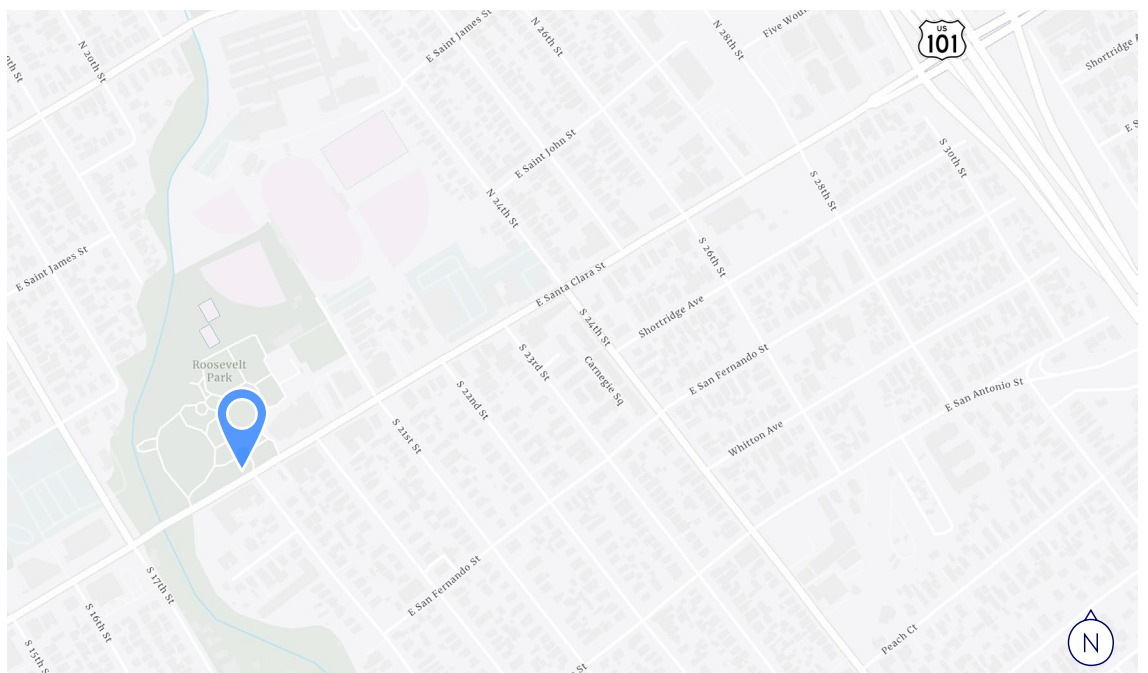 N 20th St
E Saint James St
N 26th St
N 28th St
US
101
E Saint John St
S 30th St
S 28th St
N 24th St
E Saint James St
S 26th St
E Santa Clara St
Shortridge Ave
S 24th St
S 23rd St
Carnegie Sq
E San Fernando St
Roosevelt
Park
S 22nd St
E San Antonio St
S 21st St
Whitton Ave
S 17th St
E San Fernando St
S 16th St
Peach Ct
N
Five
Shortridge
S 15th
St